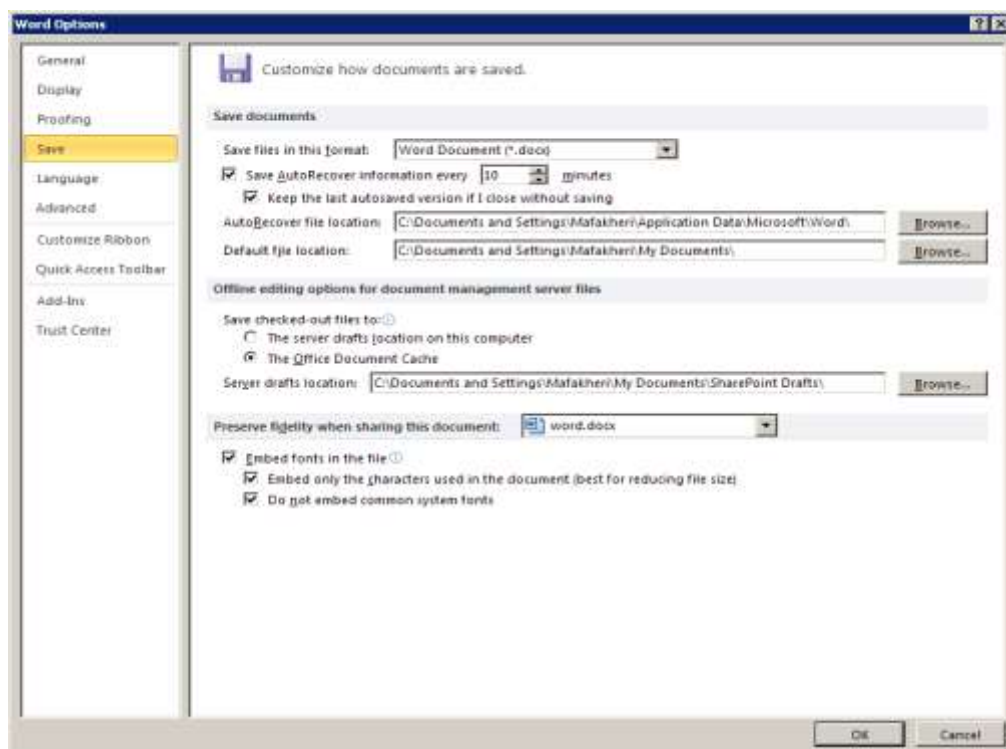 Word Options
General
Display
Proofing
Save
Language
Advanced
Customize Ribbon
Quick Access Toolbar
Add-Ins
Trust Center
Customize how documents are saved.
Save documents
Save files in this format: Word Document (*.docx)
Save AutoRecover information every 10 minutes
Keep the last autosaved version if I close without saving
AutoRecover file location: C:\Documents and Settings\Mafakheri\Application Data\Microsoft\Word\ Browse...
Default file location: C:\Documents and Settings\Mafakheri\My Documents\ Browse...
Offline editing options for document management server files
Save checked-out files to:
The server drafts location on this computer
The Office Document Cache
Server drafts location: C:\Documents and Settings\Mafakheri\My Documents\SharePoint Drafts\ Browse...
Preserve fidelity when sharing this document: word.docx
Embed fonts in the file
Embed only the characters used in the document (best for reducing file size)
Do not embed common system fonts
OK Cancel